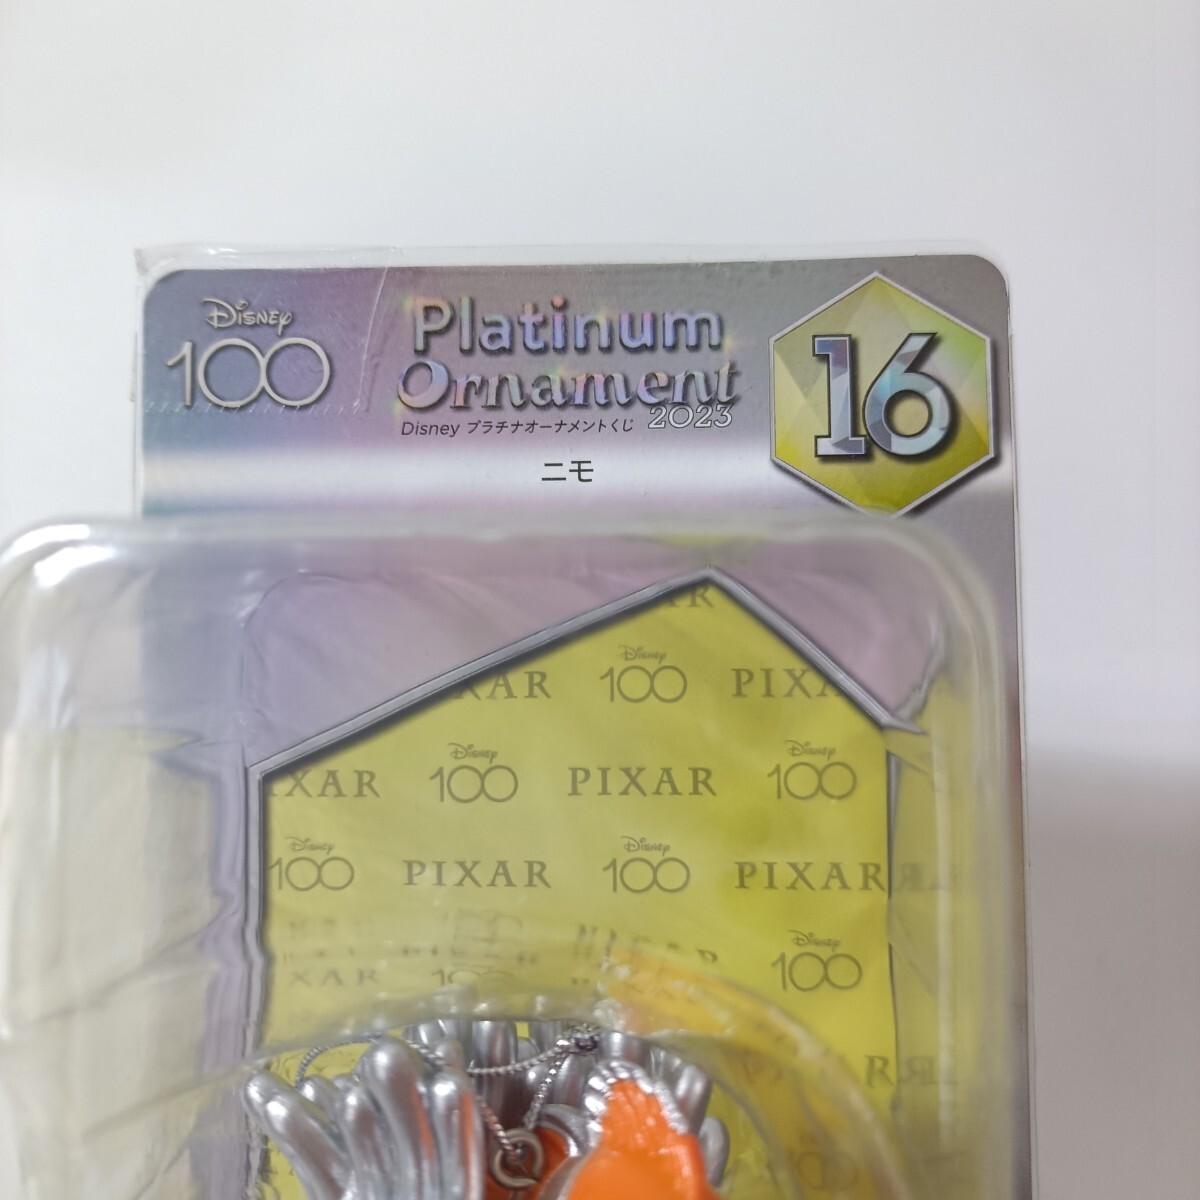 Disney
100
Platinum
Ornament
2023
Disney プラチナオーナメントくじ
ニモ
16
Disney
100 PIXAR
Disney Disney
100 PIXAR 100
Disney Disney
100 PIXAR 100 PIXAR
Disney
100
PIXAR